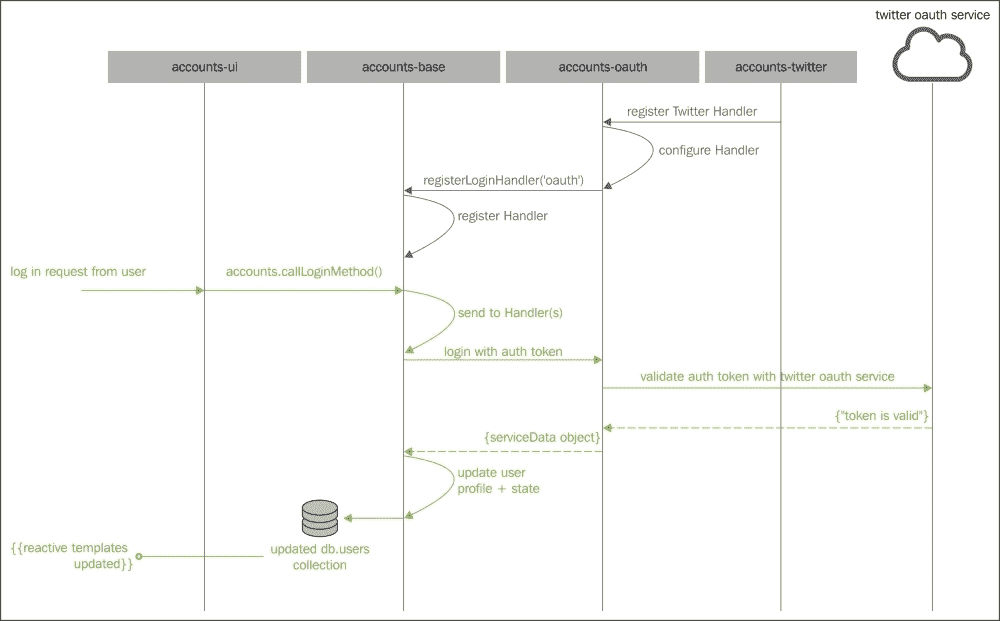 twitter oauth service
accounts-ui
accounts-base
accounts-oauth
accounts-twitter
register Twitter Handler
configure Handler
registerLoginHandler('oauth')
register Handler
log in request from user
accounts.callLoginMethod()
send to Handler(s)
login with auth token
validate auth token with twitter oauth service
{"token is valid"}
{serviceData object}
update user
profile + state
{{reactive templates
updated}}
updated db.users
collection